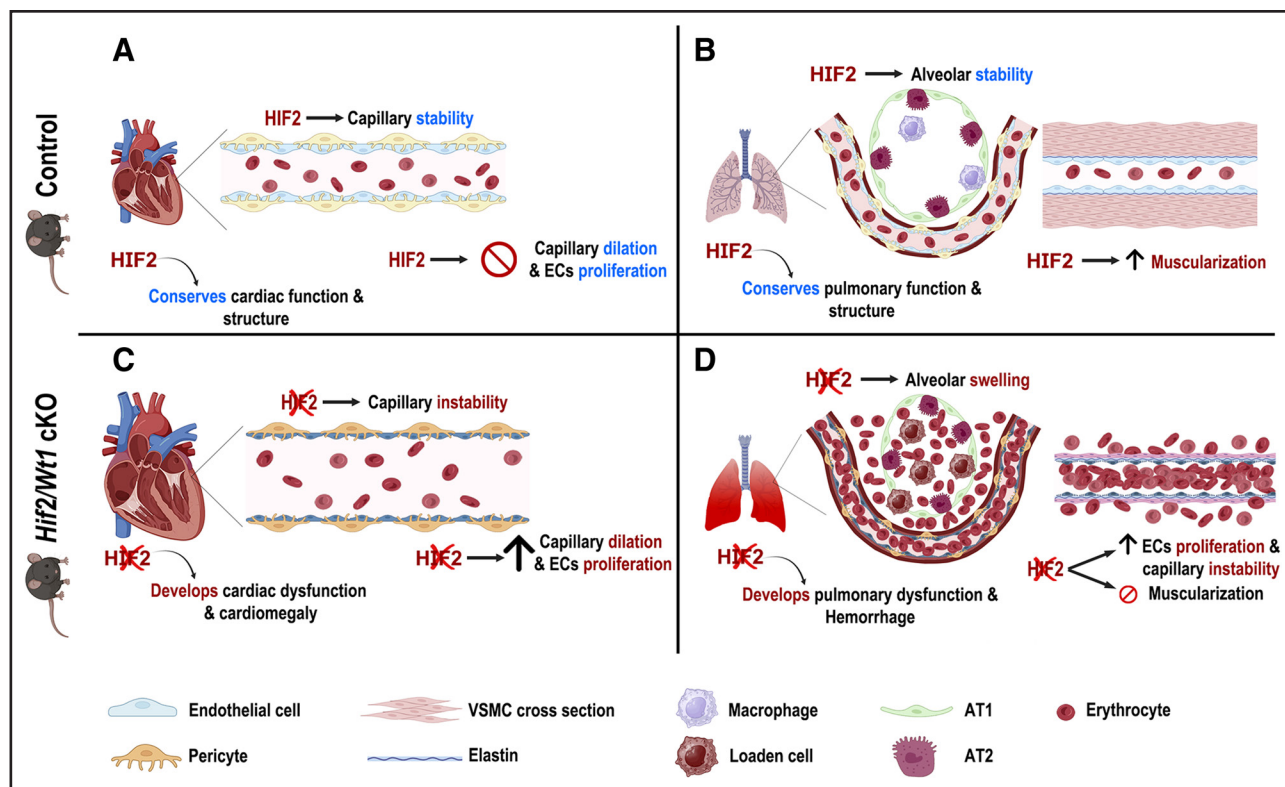 Control
A
HIF2 → Capillary stability
HIF2
Conserves cardiac function &
structure
HIF2 →
Capillary dilation
& ECs proliferation
B
HIF2 → Alveolar stability
HIF2
Conserves pulmonary function &
structure
HIF2 → ↑ Muscularization
Hif2/Wt1 cKO
C
HIF2 → Capillary instability
HIF2
Develops cardiac dysfunction
& cardiomegaly
HIF2 → ↑
Capillary dilation
& ECs proliferation
D
HIF2 → Alveolar swelling
HIF2
Develops pulmonary dysfunction &
Hemorrhage
HIF2
↑ ECs proliferation &
capillary instability
Muscularization
Endothelial cell
VSMC cross section
Macrophage
AT1
Erythrocyte
Pericyte
Elastin
Loaden cell
AT2